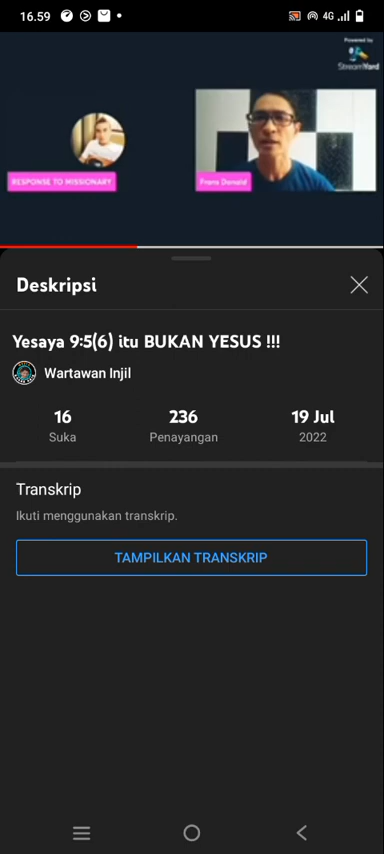 16.59
4G
Powered by
StreamYard
RESPONSE TO MISSIONARY
Frans Donald
Deskripsi
Yesaya 9:5(6) itu BUKAN YESUS !!!
Wartawan Injil
16
Suka
236
Penayangan
19 Jul
2022
Transkrip
Ikuti menggunakan transkrip.
TAMPILKAN TRANSKRIP